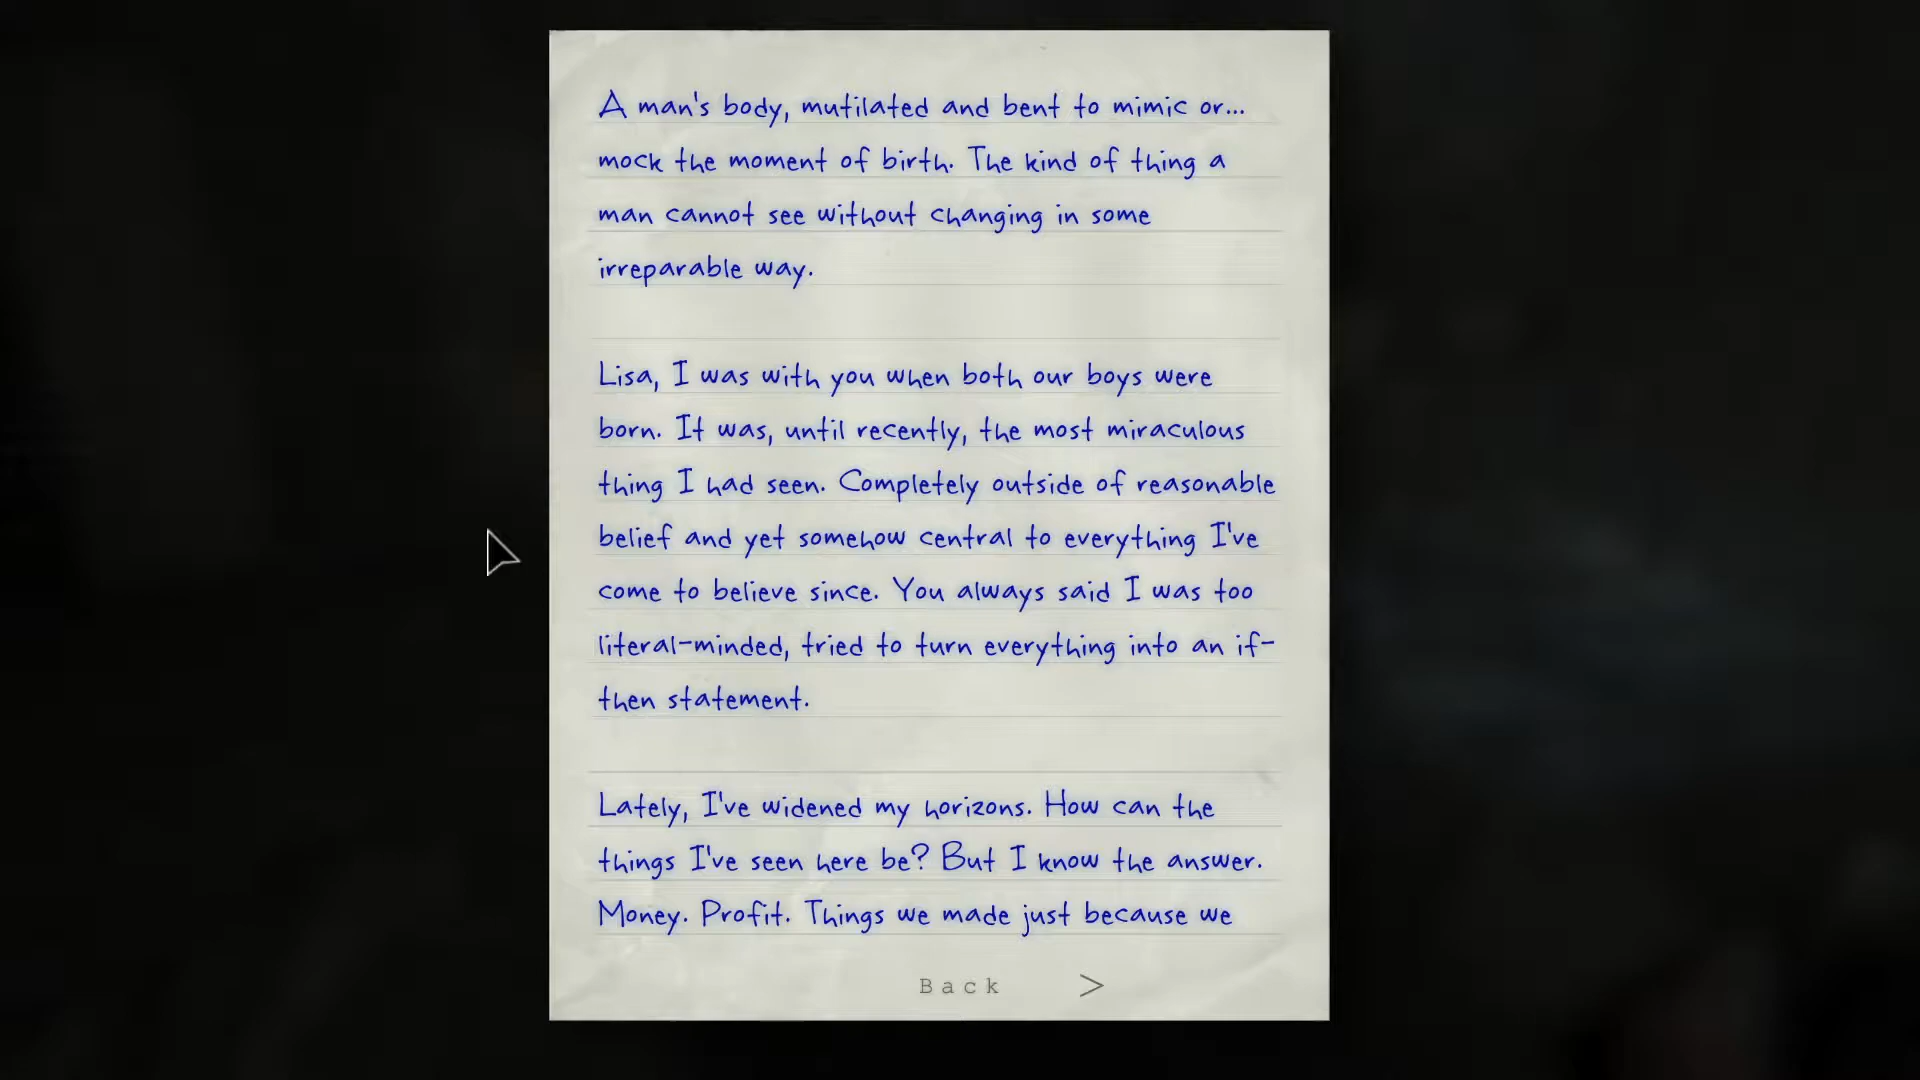 A man's body, mutilated and bent to mimic or...
mock the moment of birth. The kind of thing a
man cannot see without changing in some
irreparable way.
Lisa, I was with you when both our boys were
born. It was, until recently, the most miraculous
thing I had seen. Completely outside of reasonable
belief and yet somehow central to everything I've
come to believe since. You always said I was too
literal-minded, tried to turn everything into an if-
then statement.
Lately, I've widened my horizons. How can the
things I've seen here be? But I know the answer.
Money. Profit. Things we made just because we
Back >